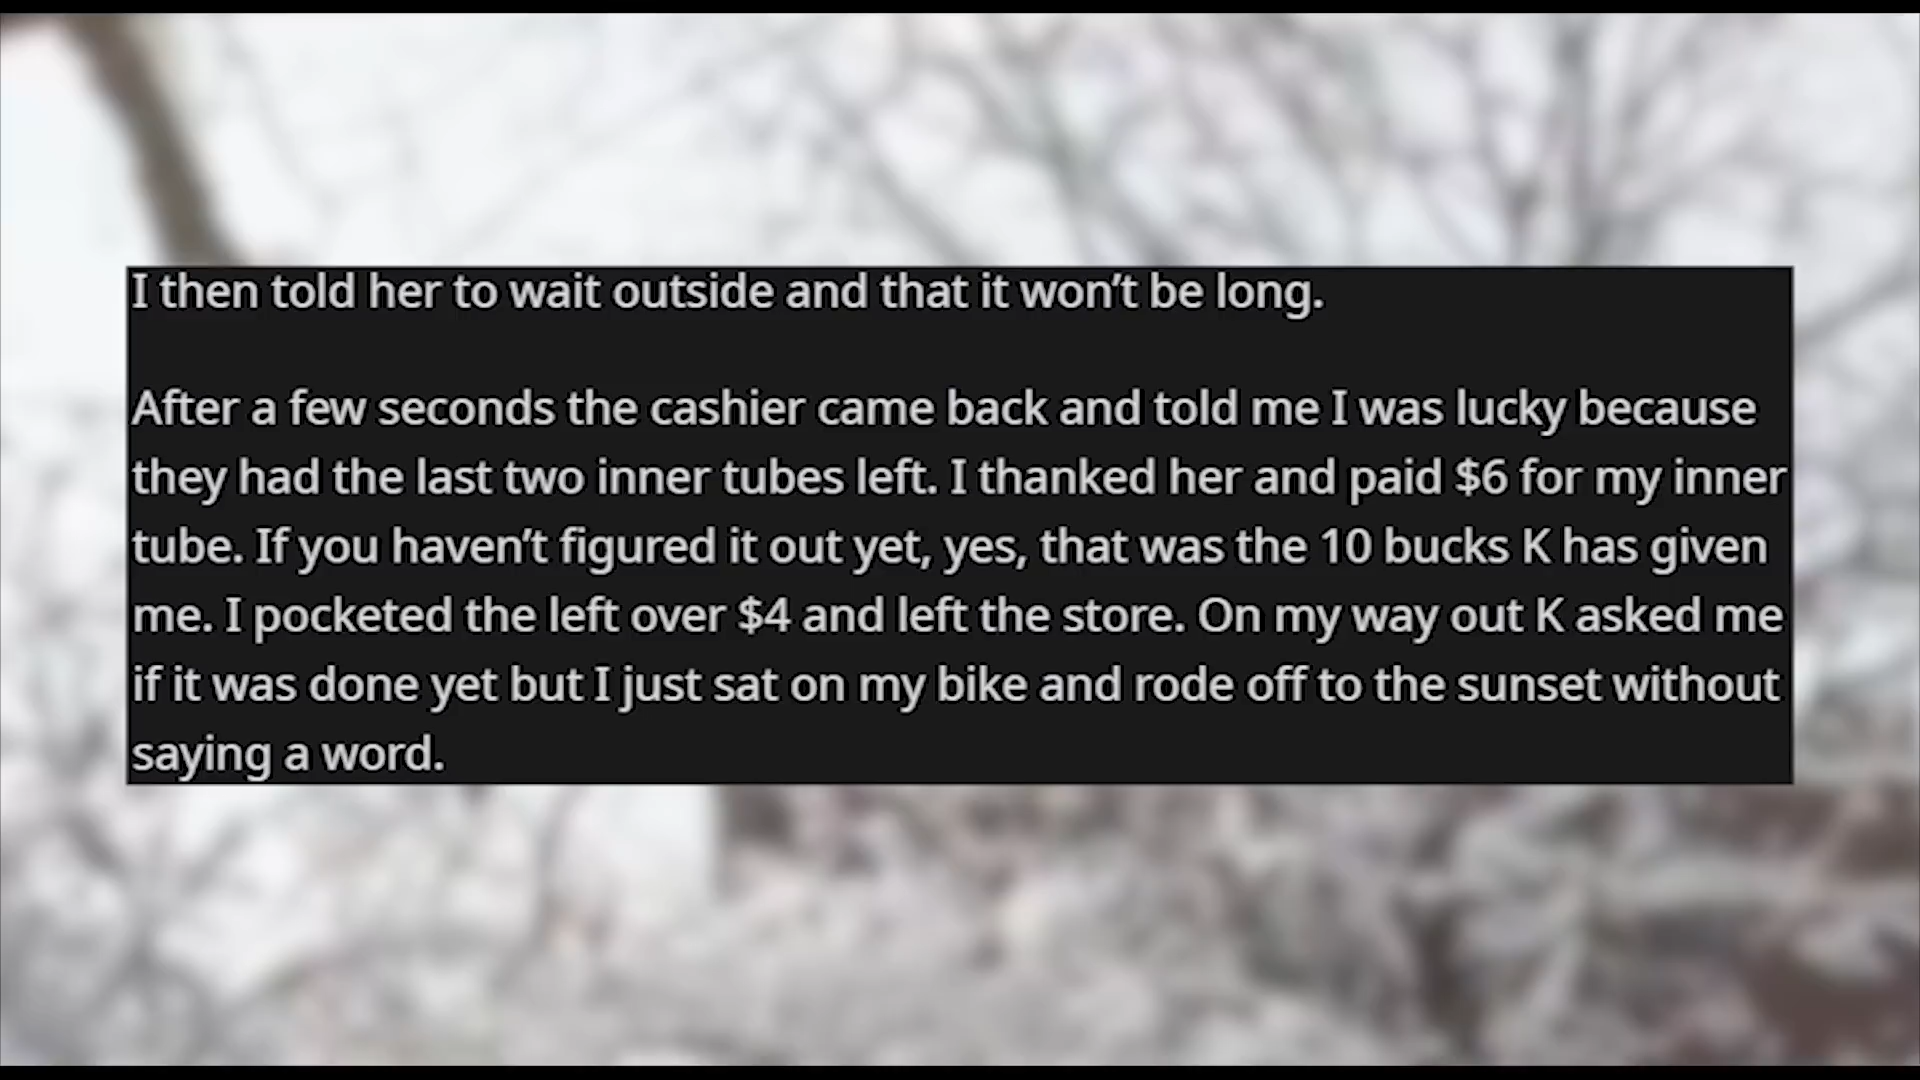 I then told her to wait outside and that it won’t be long.
After a few seconds the cashier came back and told me I was lucky because
they had the last two inner tubes left. I thanked her and paid $6 for my inner
tube. If you haven’t figured it out yet, yes, that was the 10 bucks K has given
me. I pocketed the left over $4 and left the store. On my way out K asked me
if it was done yet but I just sat on my bike and rode off to the sunset without
saying a word.